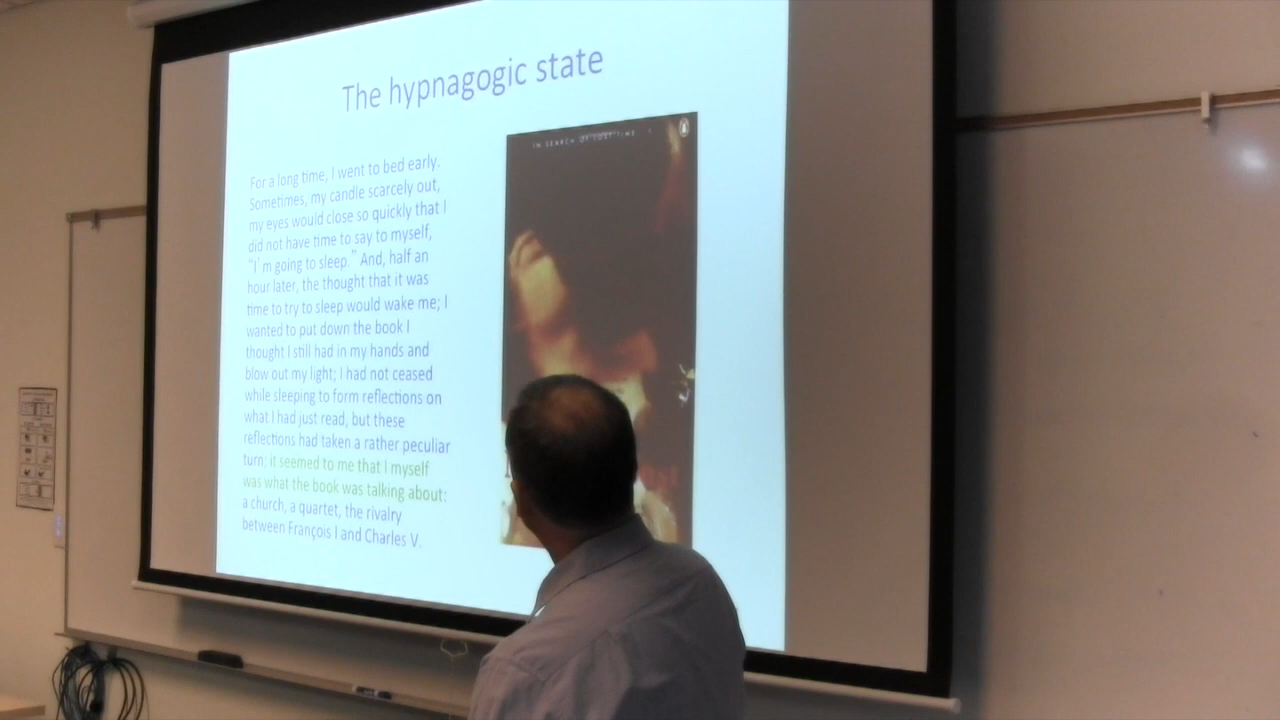 The hypnagogic state
For a long time, I went to bed early.
Sometimes, my candle scarcely out,
my eyes would close so quickly that I
did not have time to say to myself,
"I'm going to sleep." And, half an
hour later, the thought that it was
time to try to sleep would wake me; I
wanted to put down the book I
thought I still had in my hands and
blow out my light; I had not ceased
while sleeping to form reflections on
what I had just read, but these
reflections had taken a rather peculiar
turn; it seemed to me that I myself
was what the book was talking about:
a church, a quartet, the rivalry
between François I and Charles V.
IN SEARCH OF LOST TIME